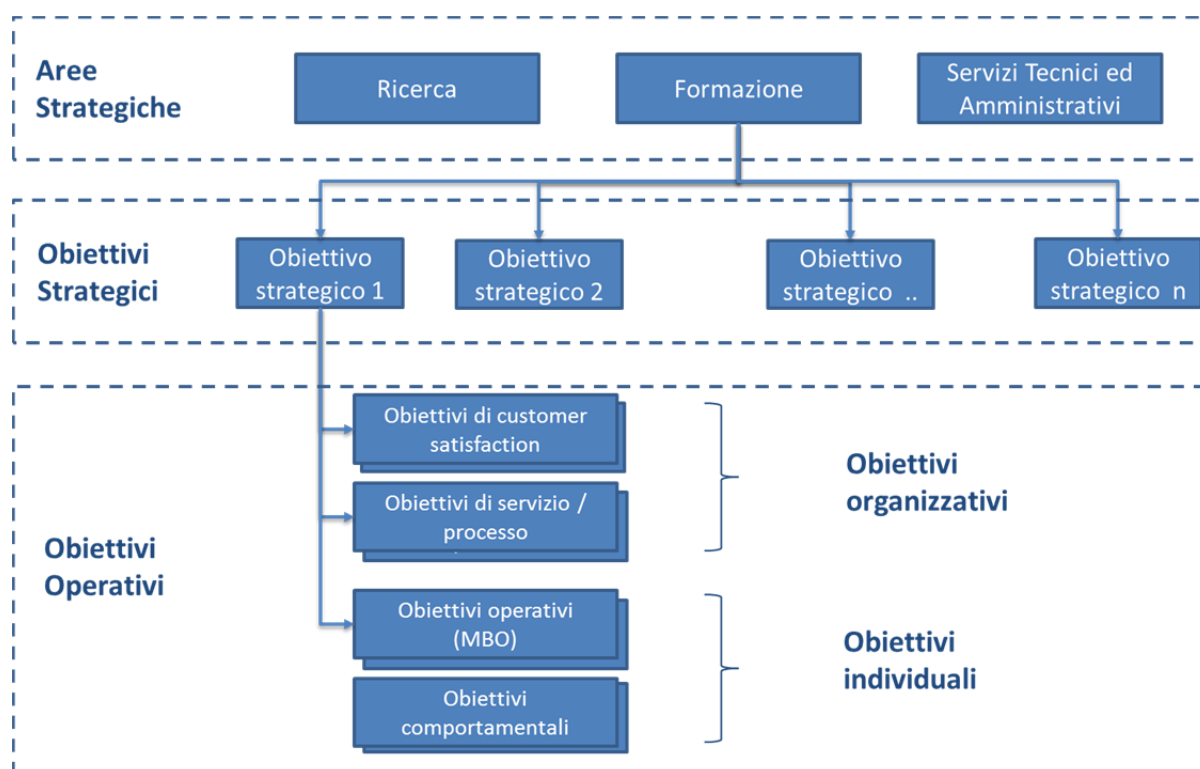 Aree
Strategiche
Ricerca
Formazione
Servizi Tecnici ed
Amministrativi
Obiettivi
Strategici
Obiettivo
strategico 1
Obiettivo
strategico 2
Obiettivo
strategico ..
Obiettivo
strategico n
Obiettivi
Operativi
Obiettivi di customer
satisfaction
Obiettivi di servizio /
processo
Obiettivi
organizzativi
Obiettivi operativi
(MBO)
Obiettivi
comportamentali
Obiettivi
individuali